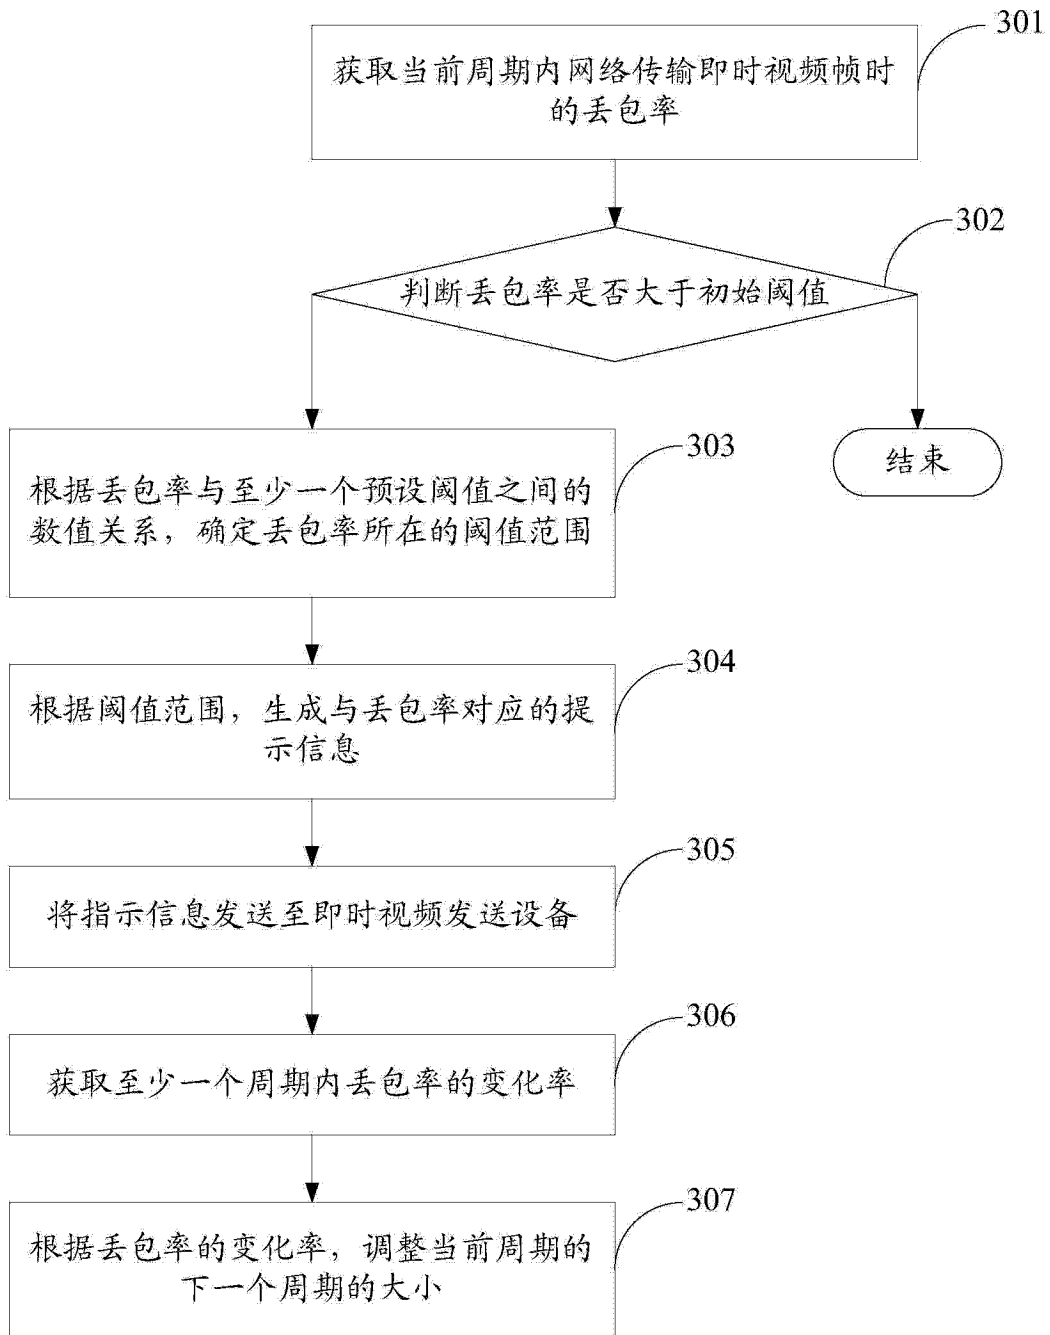 301
获取当前周期内网络传输即时视频帧时
的丢包率
302
判断丢包率是否大于初始阈值
303
根据丢包率与至少一个预设阈值之间的
数值关系，确定丢包率所在的阈值范围
结束
304
根据阈值范围，生成与丢包率对应的提
示信息
305
将指示信息发送至即时视频发送设备
306
获取至少一个周期内丢包率的变化率
307
根据丢包率的变化率，调整当前周期的
下一个周期的大小